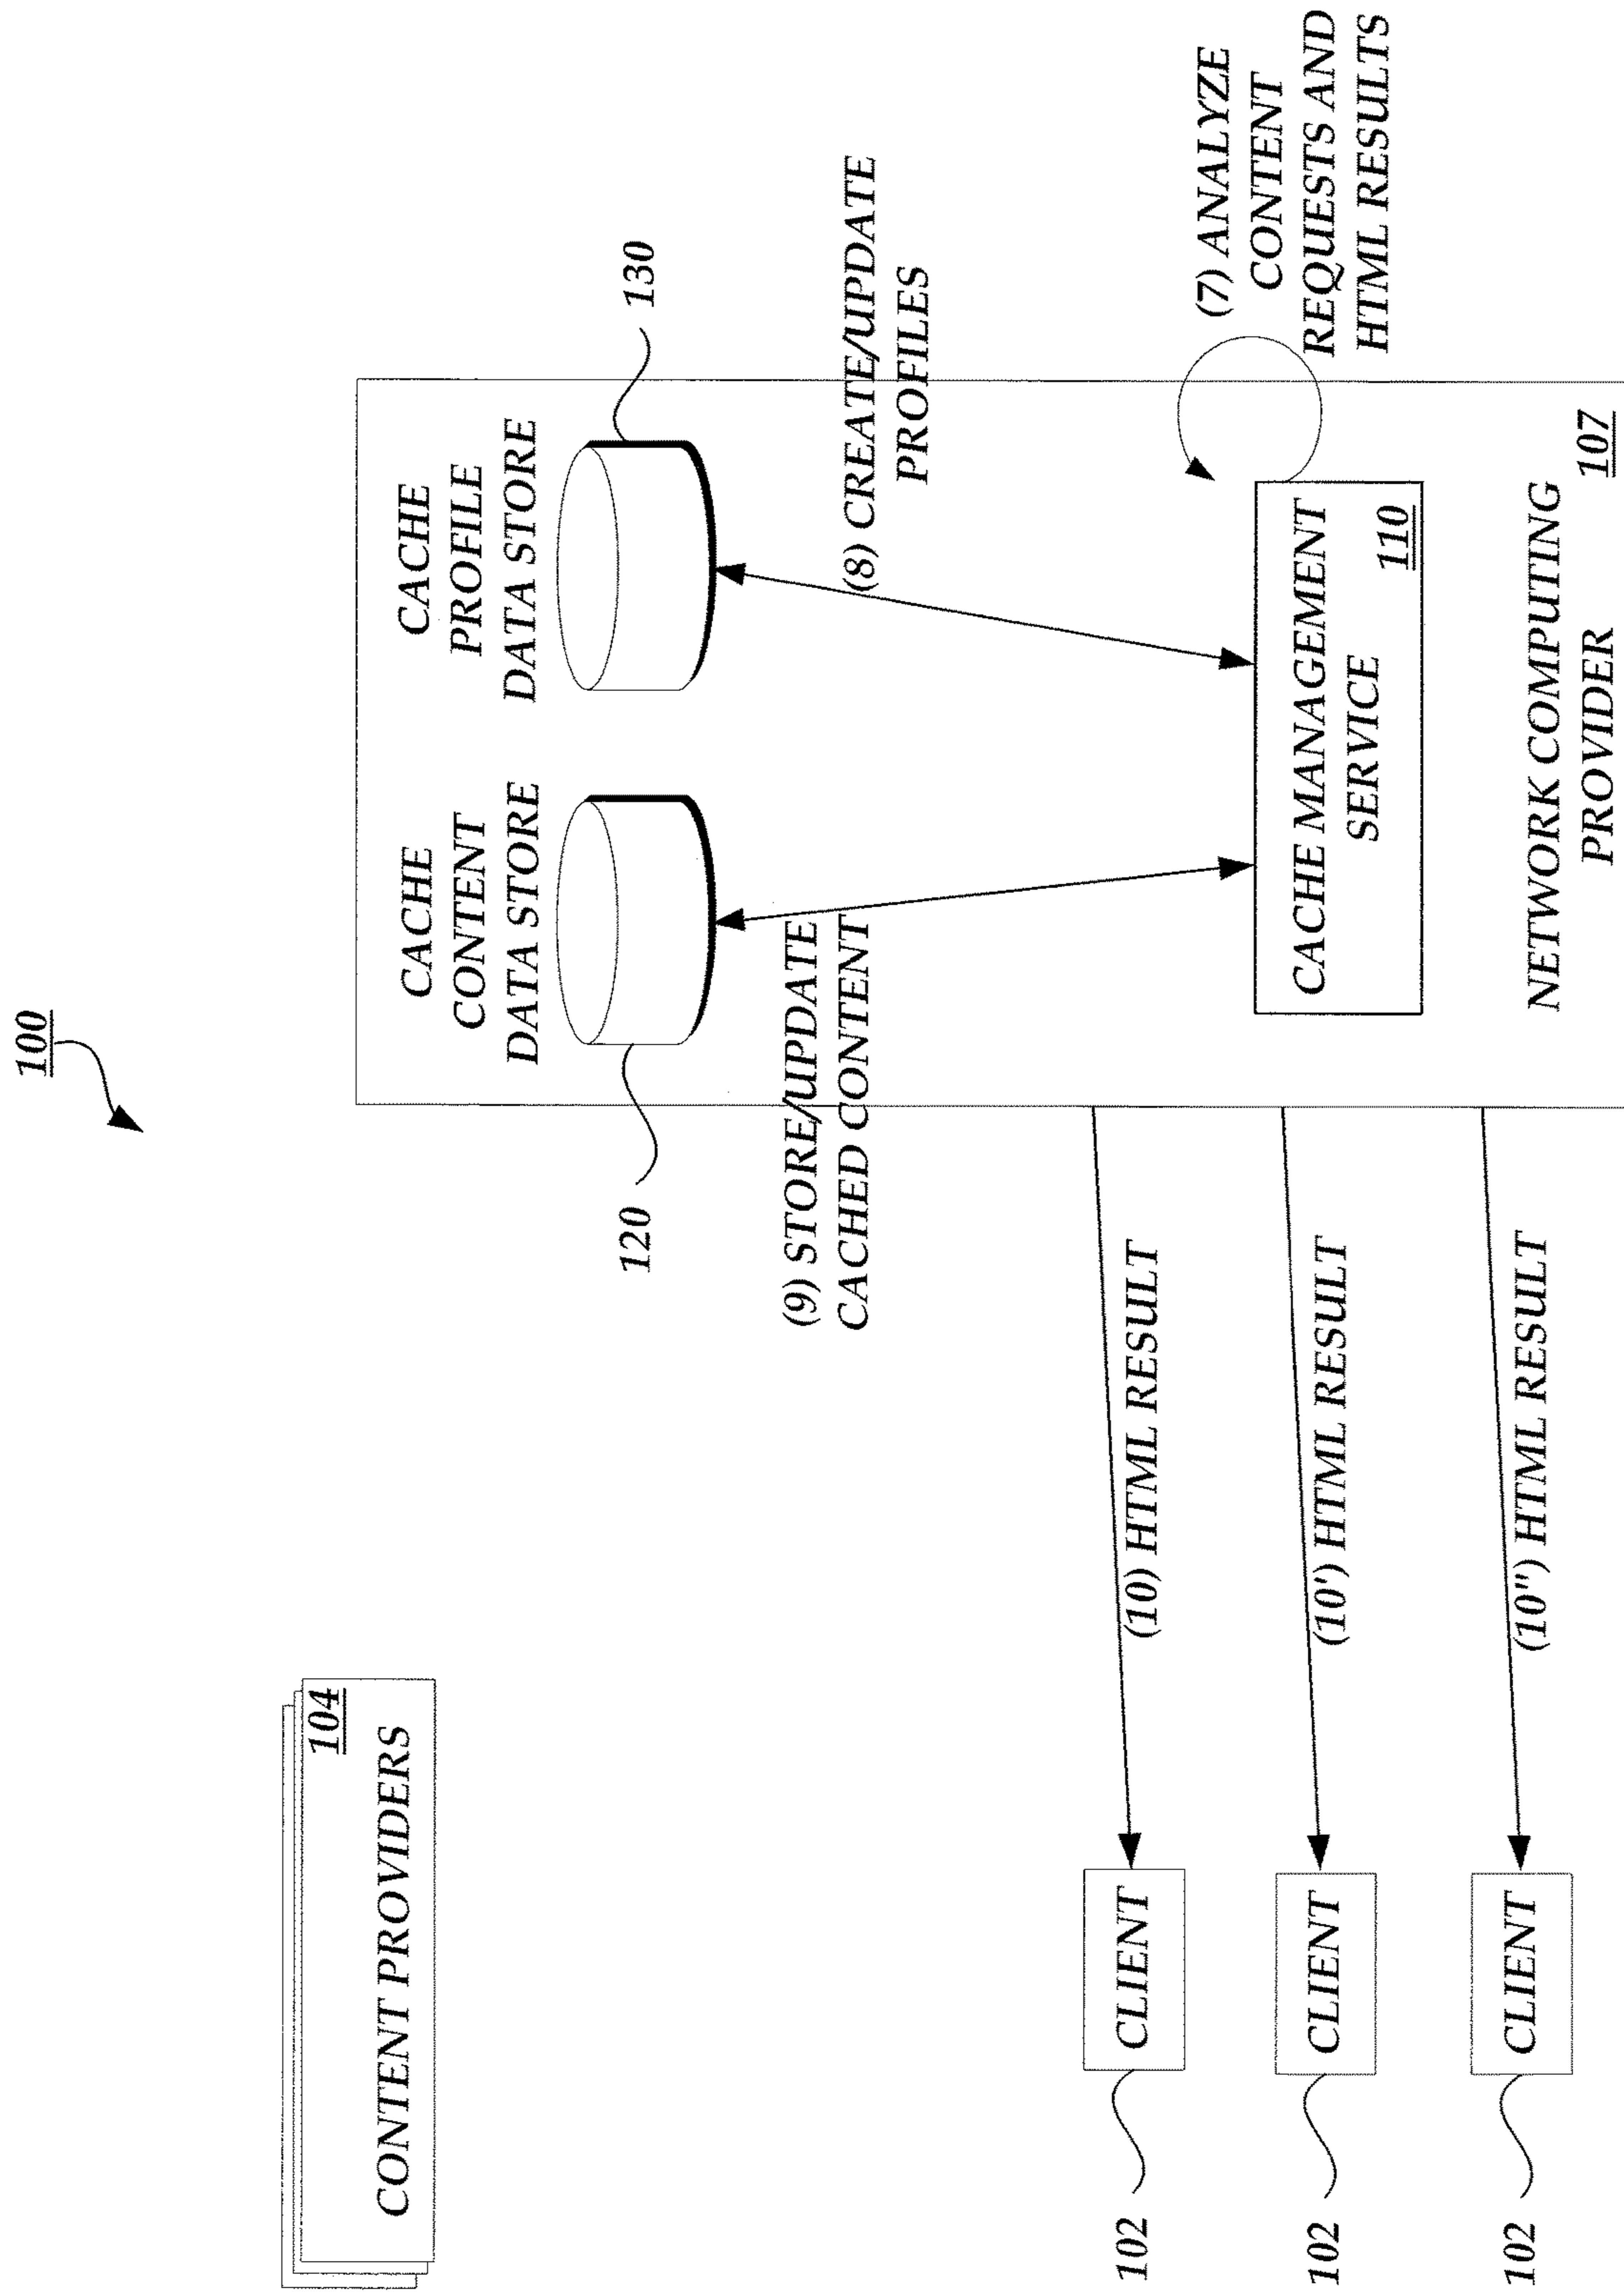 100
CONTENT PROVIDERS
104
CACHE
CONTENT
DATA STORE
CACHE
PROFILE
DATA STORE
120
130
(9) STORE/UPDATE
CACHED CONTENT
(8) CREATE/UPDATE
PROFILES
(7) ANALYZE
CONTENT
REQUESTS AND
HTML RESULTS
102
CLIENT
(10) HTML RESULT
102
CLIENT
(10') HTML RESULT
102
CLIENT
(10") HTML RESULT
CACHE MANAGEMENT
SERVICE
110
NETWORK COMPUTING
PROVIDER
107